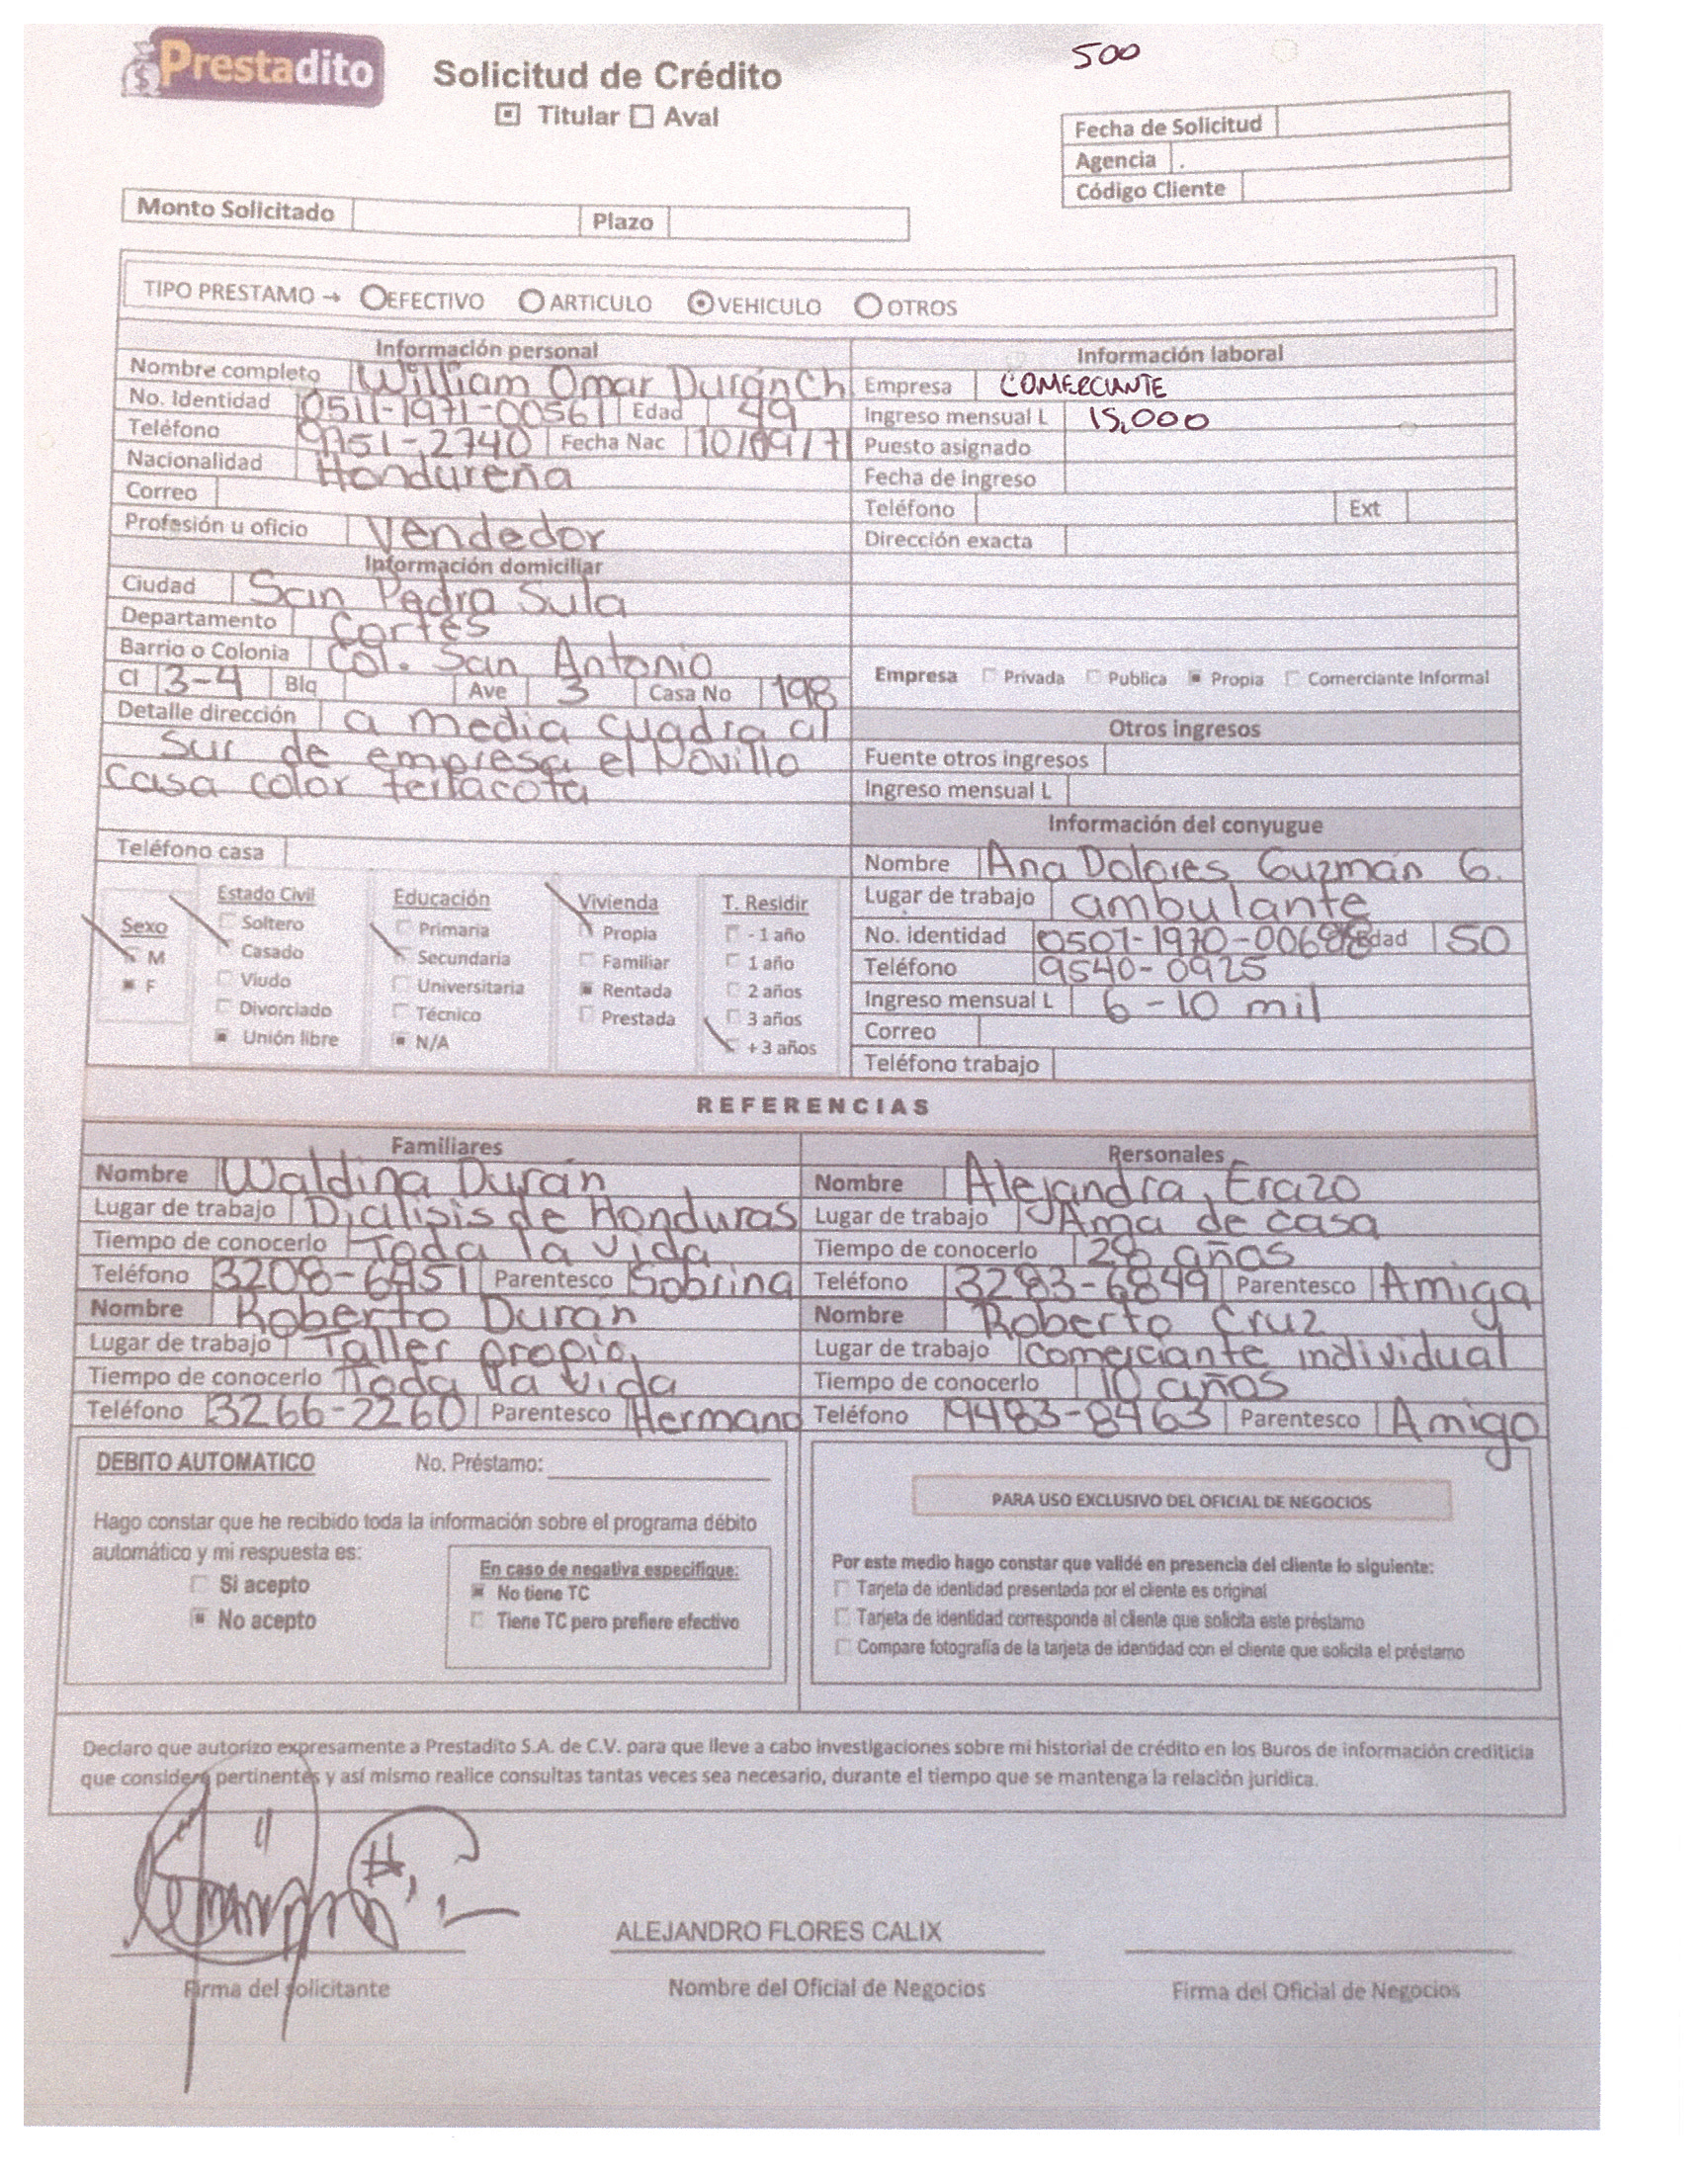 Prestadito
Solicitud de Crédito
500
Titular Aval
Fecha de Solicitud
Agencia .
Código Cliente
Monto Solicitado Plazo
TIPO PRESTAMO → EFECTIVO ARTICULO VEHICULO OTROS
Información personal
Nombre completo William Omar Durán Ch
No. Identidad 0511-1971-00561 Edad 49
Teléfono 9751-2740 Fecha Nac 10/09/71
Nacionalidad Hondureña
Correo
Profesión u oficio Vendedor
Información domiciliar
Ciudad San Pedro Sula
Departamento Cortés
Barrio o Colonia Col. San Antonio
Cl 3-4 Blq Ave 3 Casa No 198
Detalle dirección a media cuadra al
sur de empresa el Novillo
casa color terracota
Teléfono casa
Sexo
M
F
Estado Civil
Soltero
Casado
Viudo
Divorciado
Unión libre
Educación
Primaria
Secundaria
Universitaria
Técnico
N/A
Vivienda
Propia
Familiar
Rentada
Prestada
T. Residir
- 1 año
1 año
2 años
3 años
+3 años
Información laboral
Empresa COMERCIANTE
Ingreso mensual L 15,000
Puesto asignado
Fecha de ingreso
Teléfono Ext
Dirección exacta
Empresa Privada Publica Propia Comerciante Informal
Otros ingresos
Fuente otros ingresos
Ingreso mensual L
Información del conyugue
Nombre Ana Dolores Guzmán G.
Lugar de trabajo ambulante
No. identidad 0507-1970-00688 Edad 50
Teléfono 9540-0925
Ingreso mensual L 6-10 mil
Correo
Teléfono trabajo
REFERENCIAS
Familiares
Nombre Waldina Durán
Lugar de trabajo Dialisis de Honduras
Tiempo de conocerlo Toda la vida
Teléfono 3208-6451 Parentesco Sobrina
Nombre Roberto Durán
Lugar de trabajo Taller propio
Tiempo de conocerlo Toda la vida
Teléfono 3266-2260 Parentesco Hermano
Personales
Nombre Alejandra Erazo
Lugar de trabajo Ama de casa
Tiempo de conocerlo 28 años
Teléfono 3283-6849 Parentesco Amiga
Nombre Roberto Cruz
Lugar de trabajo comerciante individual
Tiempo de conocerlo 10 años
Teléfono 9483-8463 Parentesco Amigo
DEBITO AUTOMATICO No. Préstamo:
Hago constar que he recibido toda la información sobre el programa débito
automático y mi respuesta es:
Si acepto
No acepto
En caso de negativa especifique:
No tiene TC
Tiene TC pero prefiere efectivo
PARA USO EXCLUSIVO DEL OFICIAL DE NEGOCIOS
Por este medio hago constar que validé en presencia del cliente lo siguiente:
Tarjeta de identidad presentada por el cliente es original
Tarjeta de identidad corresponde al cliente que solicita este préstamo
Compare fotografía de la tarjeta de identidad con el cliente que solicita el préstamo
Declaro que autorizo expresamente a Prestadito S.A. de C.V. para que lleve a cabo investigaciones sobre mi historial de crédito en los Buros de información crediticia
que considere pertinentes y así mismo realice consultas tantas veces sea necesario, durante el tiempo que se mantenga la relación juridica.
ALEJANDRO FLORES CALIX
Firma del solicitante
Nombre del Oficial de Negocios
Firma del Oficial de Negocios